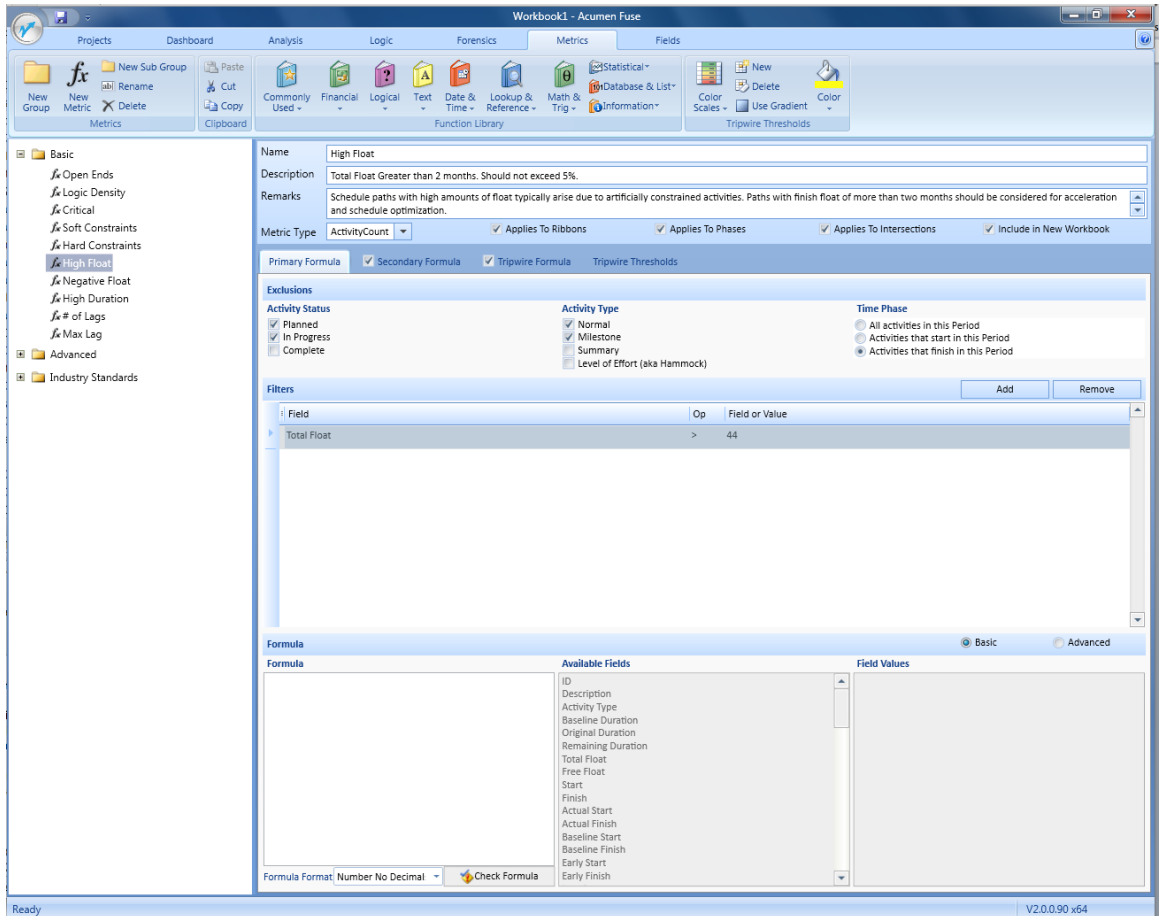 Workbook1 - Acumen Fuse
Projects Dashboard Analysis Logic Forensics Metrics Fields
New Group
New Metric
New Sub Group
Rename
Delete
Metrics
Paste
Cut
Copy
Clipboard
Commonly Used
Financial
Logical
Text
Date & Time
Lookup & Reference
Math & Trig
Statistical
Database & List
Information
Function Library
Color Scales
New
Delete
Use Gradient
Color
Tripwire Thresholds
Basic
Open Ends
Logic Density
Critical
Soft Constraints
Hard Constraints
High Float
Negative Float
High Duration
# of Lags
Max Lag
Advanced
Industry Standards
Name High Float
Description Total Float Greater than 2 months. Should not exceed 5%.
Remarks Schedule paths with high amounts of float typically arise due to artificially constrained activities. Paths with finish float of more than two months should be considered for acceleration
and schedule optimization.
Metric Type ActivityCount Applies To Ribbons Applies To Phases Applies To Intersections Include in New Workbook
Primary Formula Secondary Formula Tripwire Formula Tripwire Thresholds
Exclusions
Activity Status
Planned
In Progress
Complete
Activity Type
Normal
Milestone
Summary
Level of Effort (aka Hammock)
Time Phase
All activities in this Period
Activities that start in this Period
Activities that finish in this Period
Filters Add Remove
Field Op Field or Value
Total Float > 44
Formula Basic Advanced
Formula Available Fields Field Values
ID
Description
Activity Type
Baseline Duration
Original Duration
Remaining Duration
Total Float
Free Float
Start
Finish
Actual Start
Actual Finish
Baseline Start
Baseline Finish
Early Start
Early Finish
Formula Format Number No Decimal Check Formula
Ready V2.0.0.90 x64